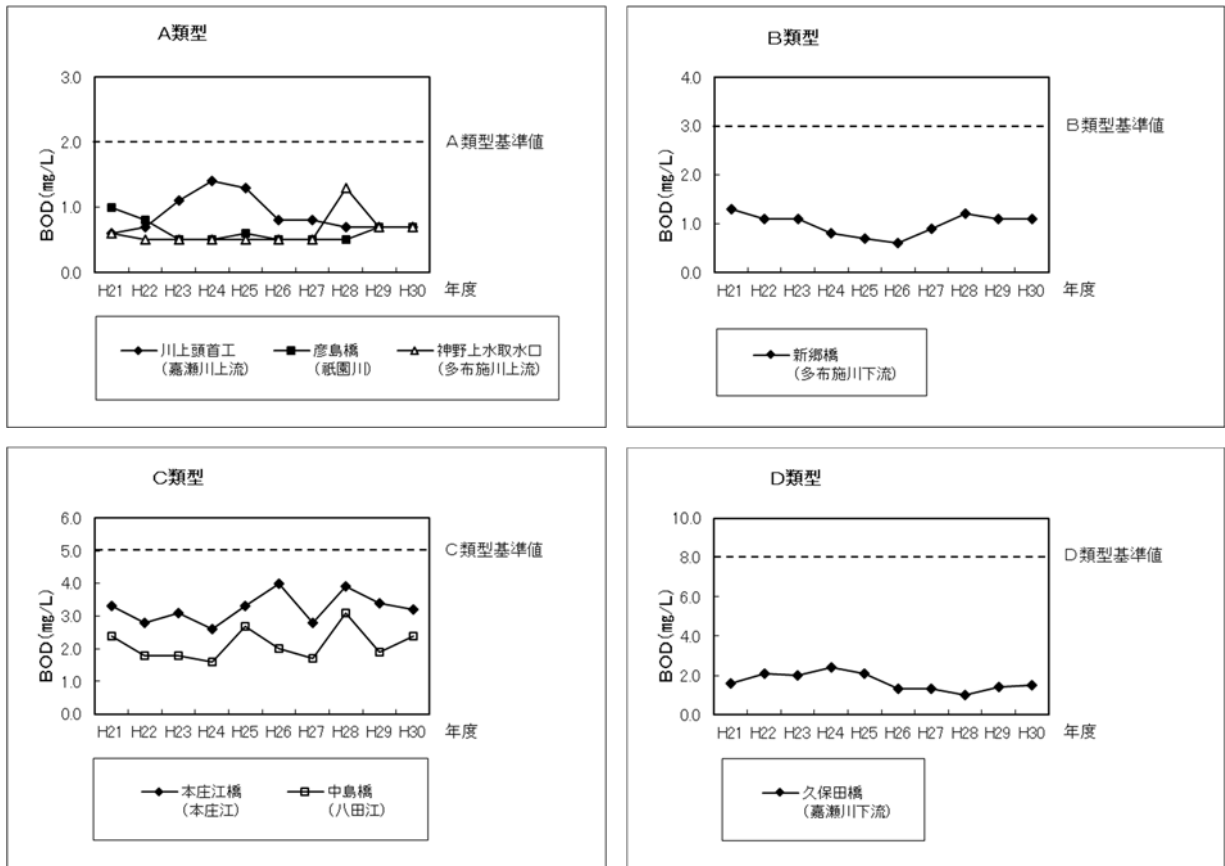 A類型
3.0
2.0
1.0
0.0
BOD(㎎/L)
A類型基準値
H21 H22 H23 H24 H25 H26 H27 H28 H29 H30 年度
川上頭首工 彦島橋 神野上水取水口
(嘉瀬川上流) (祇園川) (多布施川上流)
B類型
4.0
3.0
2.0
1.0
0.0
BOD(㎎/L)
B類型基準値
H21 H22 H23 H24 H25 H26 H27 H28 H29 H30 年度
新郷橋
(多布施川下流)
C類型
6.0
5.0
4.0
3.0
2.0
1.0
0.0
BOD(㎎/L)
C類型基準値
H21 H22 H23 H24 H25 H26 H27 H28 H29 H30 年度
本庄江橋 中島橋
(本庄江) (八田江)
D類型
10.0
8.0
6.0
4.0
2.0
0.0
BOD(㎎/L)
D類型基準値
H21 H22 H23 H24 H25 H26 H27 H28 H29 H30 年度
久保田橋
(嘉瀬川下流)